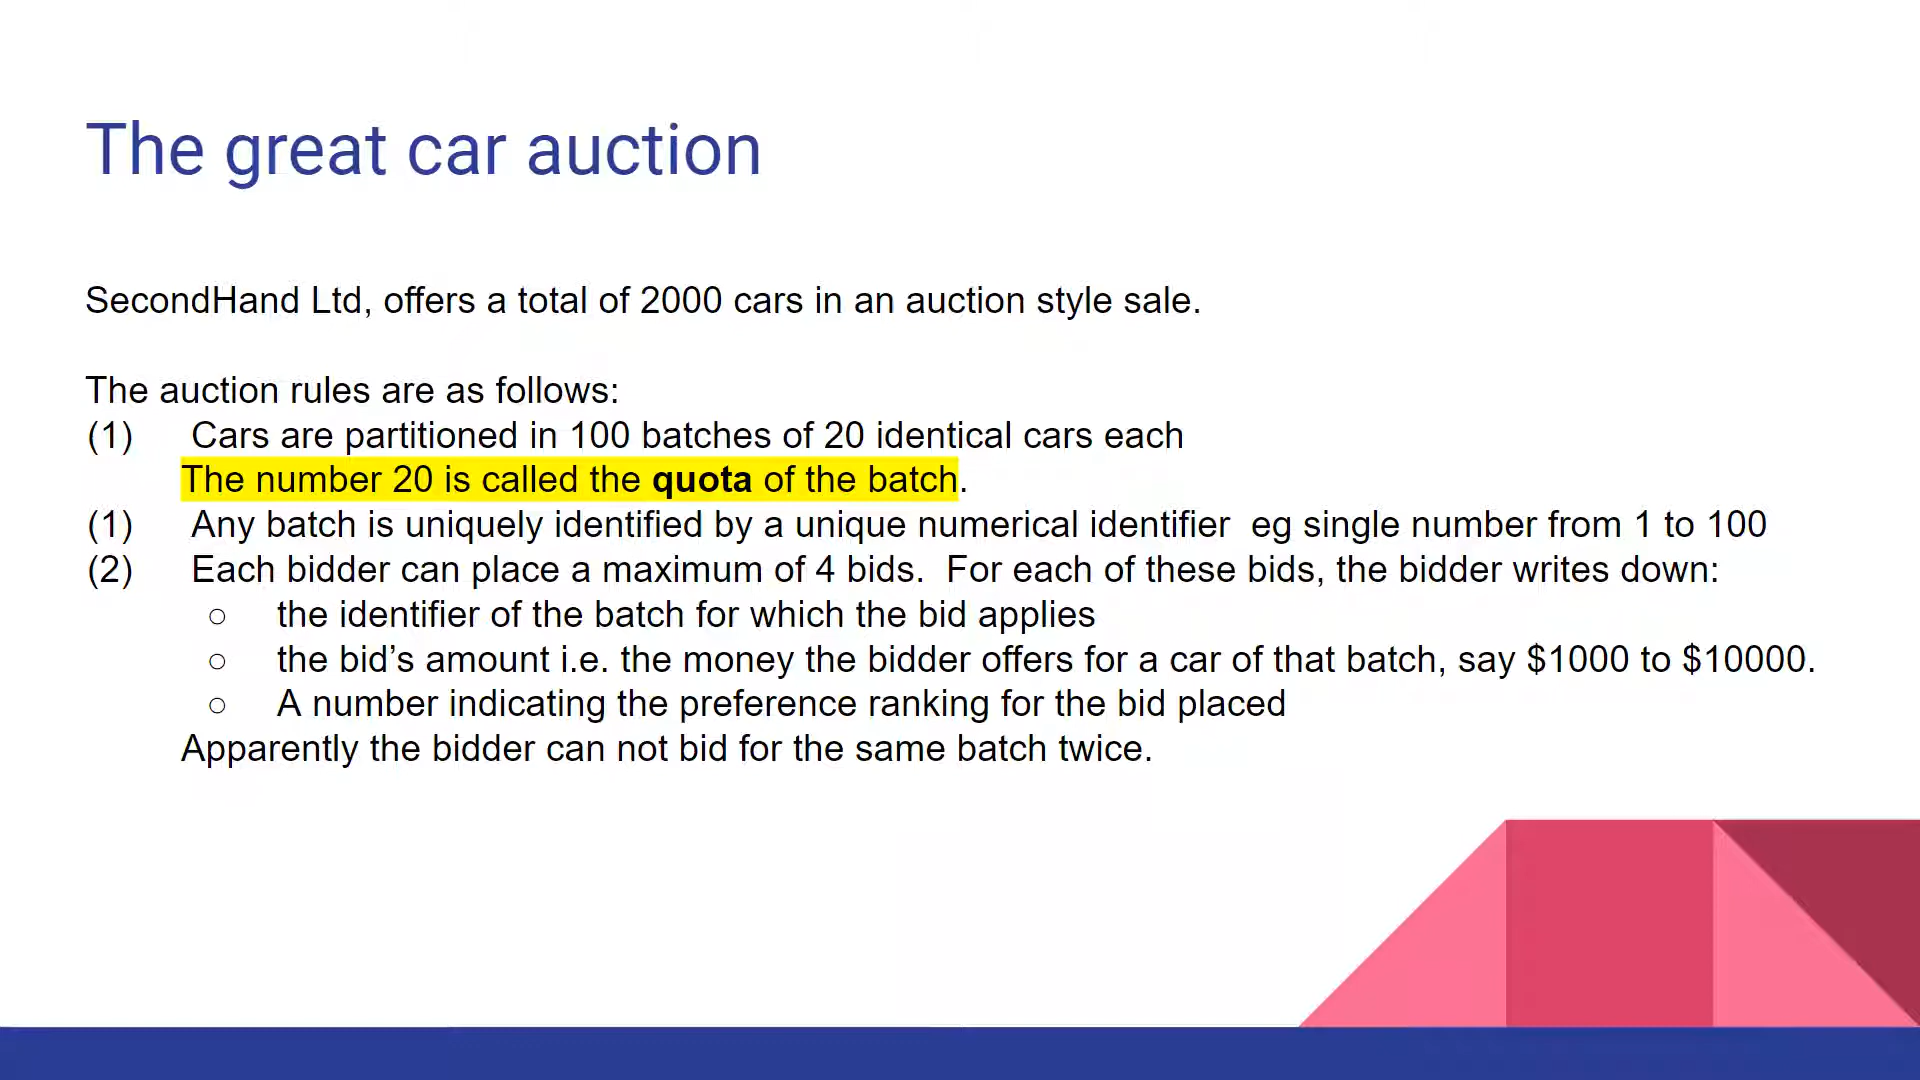 The great car auction
SecondHand Ltd, offers a total of 2000 cars in an auction style sale.
The auction rules are as follows:
(1) Cars are partitioned in 100 batches of 20 identical cars each
The number 20 is called the quota of the batch.
(1) Any batch is uniquely identified by a unique numerical identifier  eg single number from 1 to 100
(2) Each bidder can place a maximum of 4 bids.  For each of these bids, the bidder writes down:
○ the identifier of the batch for which the bid applies
○ the bid’s amount i.e. the money the bidder offers for a car of that batch, say $1000 to $10000.
○ A number indicating the preference ranking for the bid placed
Apparently the bidder can not bid for the same batch twice.